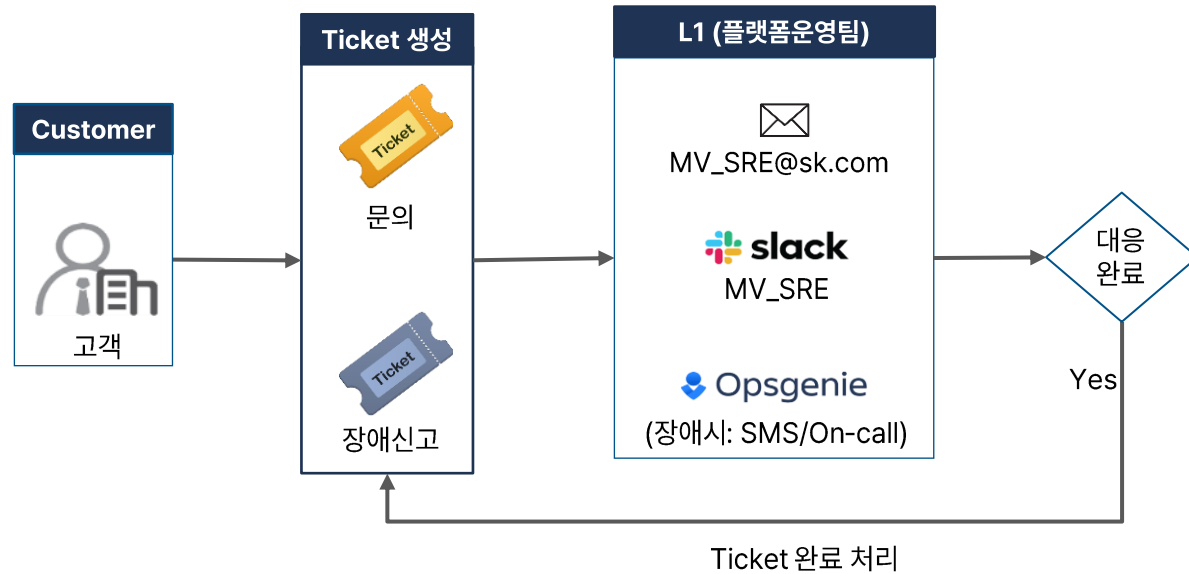 Customer
고객
Ticket 생성
Ticket
문의
Ticket
장애신고
L1 (플랫폼운영팀)
MV_SRE@sk.com
slack
MV_SRE
Opsgenie
(장애시: SMS/On-call)
대응
완료
Yes
Ticket 완료 처리